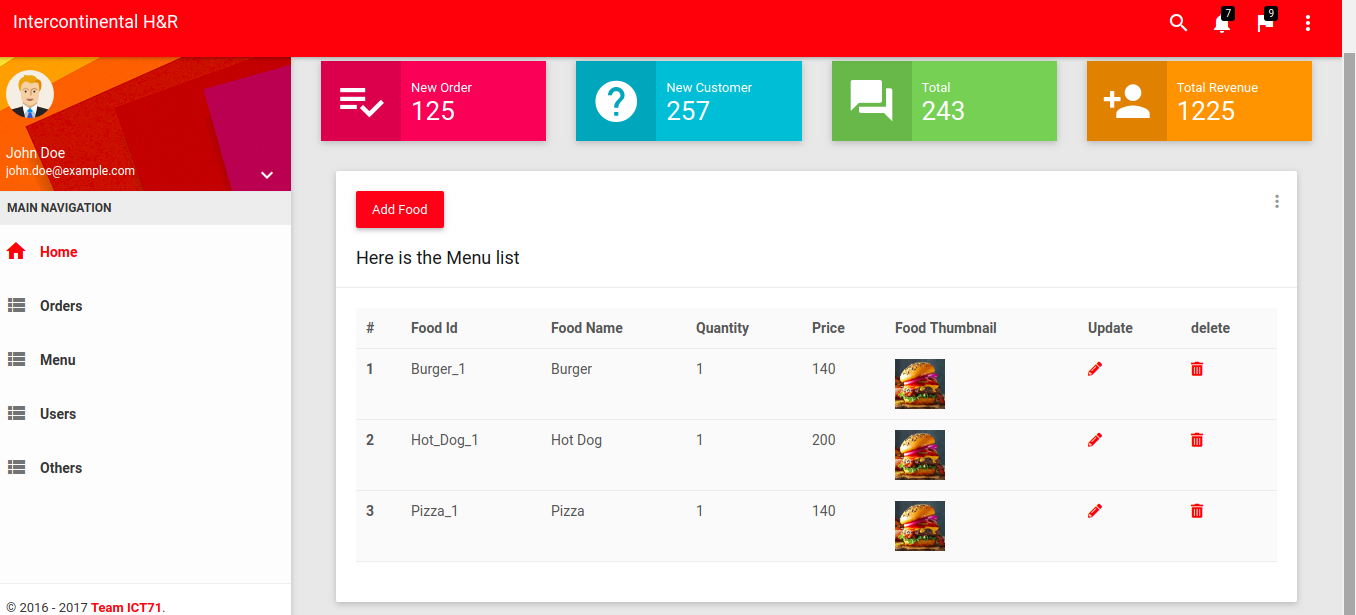 Intercontinental H&R
7
9
John Doe
john.doe@example.com
MAIN NAVIGATION
Home
Orders
Menu
Users
Others
© 2016 - 2017 Team ICT71.
New Order
125
New Customer
257
Total
243
Total Revenue
1225
Add Food
Here is the Menu list
# Food Id Food Name Quantity Price Food Thumbnail Update delete
1 Burger_1 Burger 1 140
2 Hot_Dog_1 Hot Dog 1 200
3 Pizza_1 Pizza 1 140